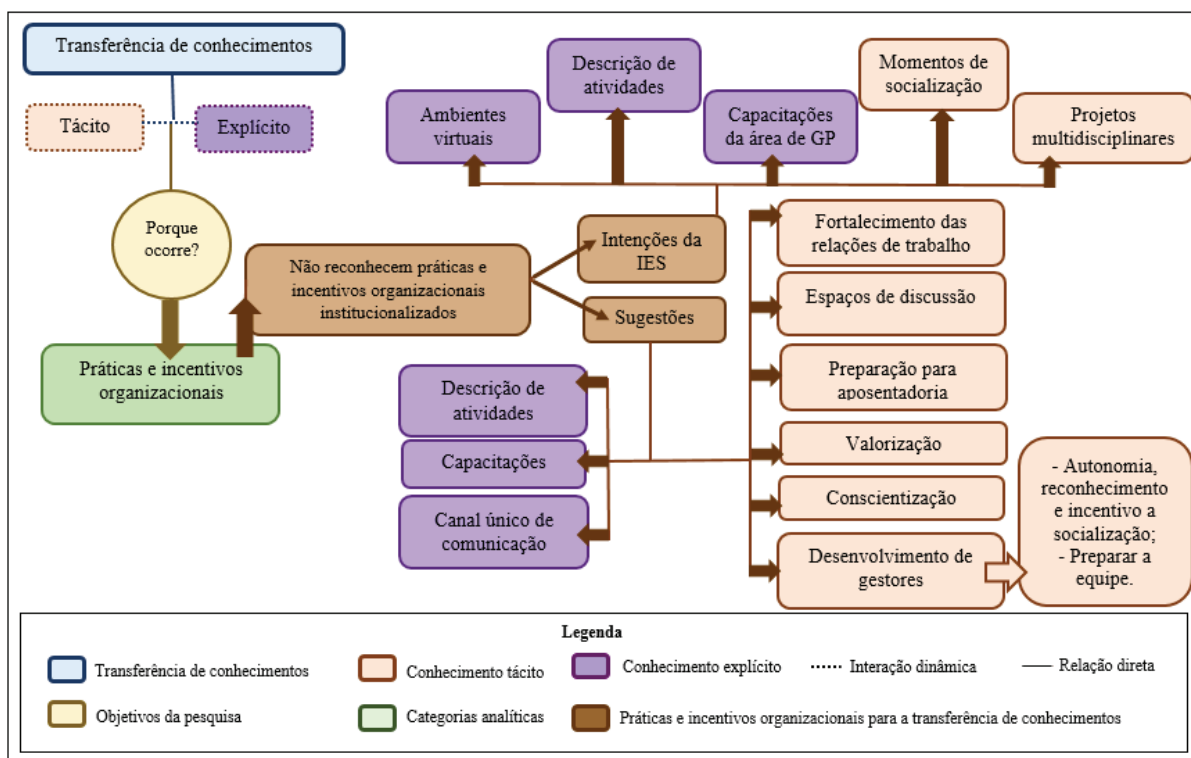 Transferência de conhecimentos
Tácito
Explícito
Porque
ocorre?
Práticas e incentivos
organizacionais
Não reconhecem práticas e
incentivos organizacionais
institucionalizados
Intenções da
IES
Sugestões
Ambientes
virtuais
Descrição de
atividades
Capacitações
da área de GP
Momentos de
socialização
Projetos
multidisciplinares
Descrição de
atividades
Capacitações
Canal único de
comunicação
Fortalecimento das
relações de trabalho
Espaços de discussão
Preparação para
aposentadoria
Valorização
Conscientização
Desenvolvimento de
gestores
- Autonomia,
reconhecimento
e incentivo a
socialização;
- Preparar a
equipe.
Legenda
Transferência de conhecimentos
Conhecimento tácito
Conhecimento explícito
Interação dinâmica
Relação direta
Objetivos da pesquisa
Categorias analíticas
Práticas e incentivos organizacionais para a transferência de conhecimentos